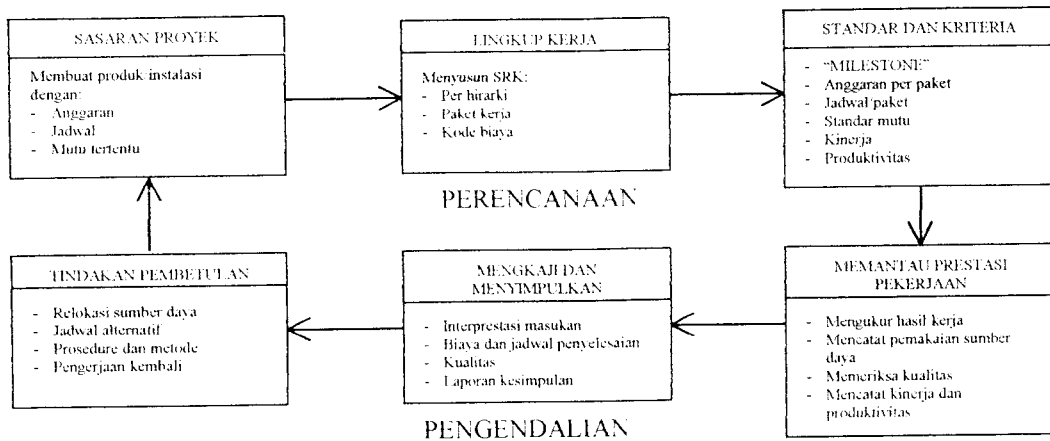 SASARAN PROYEK
Membuat produk instalasi
dengan:
- Anggaran
- Jadwal
- Mutu tertentu
LINGKUP KERJA
Menyusun SRK:
- Per hirarki
- Paket kerja
- Kode biaya
STANDAR DAN KRITERIA
- “MILESTONE”
- Anggaran per paket
- Jadwal paket
- Standar mutu
- Kinerja
- Produktivitas
PERENCANAAN
TINDAKAN PEMBETULAN
- Relokasi sumber daya
- Jadwal alternatif
- Prosedure dan metode
- Pengerjaan kembali
MENGKAJI DAN
MENYIMPULKAN
- Interprestasi masukan
- Biaya dan jadwal penyelesaian
- Kualitas
- Laporan kesimpulan
MEMANTAU PRESTASI
PEKERJAAN
- Mengukur hasil kerja
- Mencatat pemakaian sumber
daya
- Memeriksa kualitas
- Mencatat kinerja dan
produktivitas
PENGENDALIAN